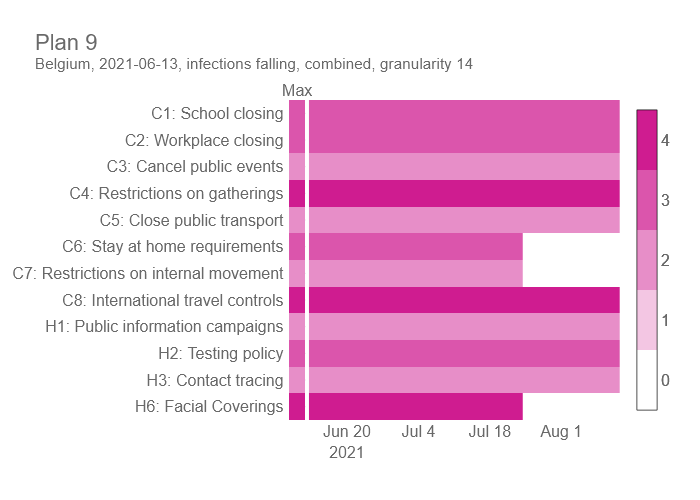 Plan 9
Belgium, 2021-06-13, infections falling, combined, granularity 14
Max
C1: School closing
C2: Workplace closing
C3: Cancel public events
C4: Restrictions on gatherings
C5: Close public transport
C6: Stay at home requirements
C7: Restrictions on internal movement
C8: International travel controls
H1: Public information campaigns
H2: Testing policy
H3: Contact tracing
H6: Facial Coverings
Jun 20 Jul 4 Jul 18 Aug 1
2021
4
3
2
1
0